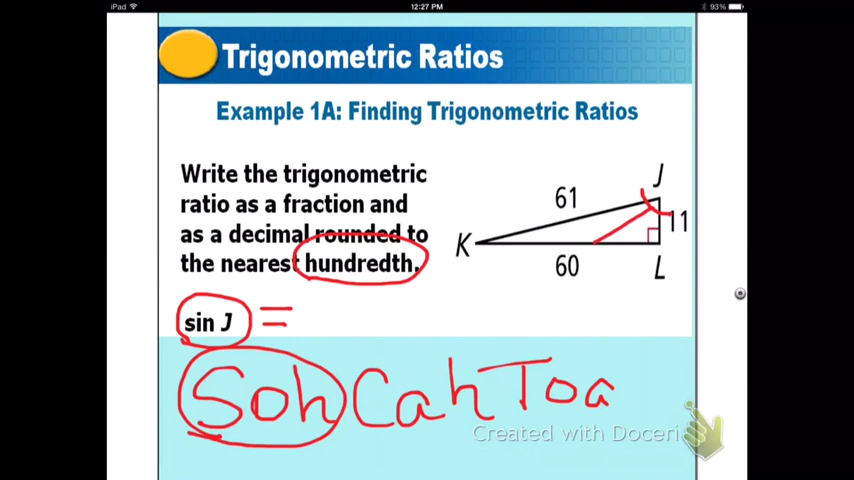 iPad 12:27 PM 93%
Trigonometric Ratios
Example 1A: Finding Trigonometric Ratios
Write the trigonometric
ratio as a fraction and
as a decimal rounded to
the nearest hundredth.
J
61
11
K
60
L
sin J =
SohCahToa
Created with Doceri